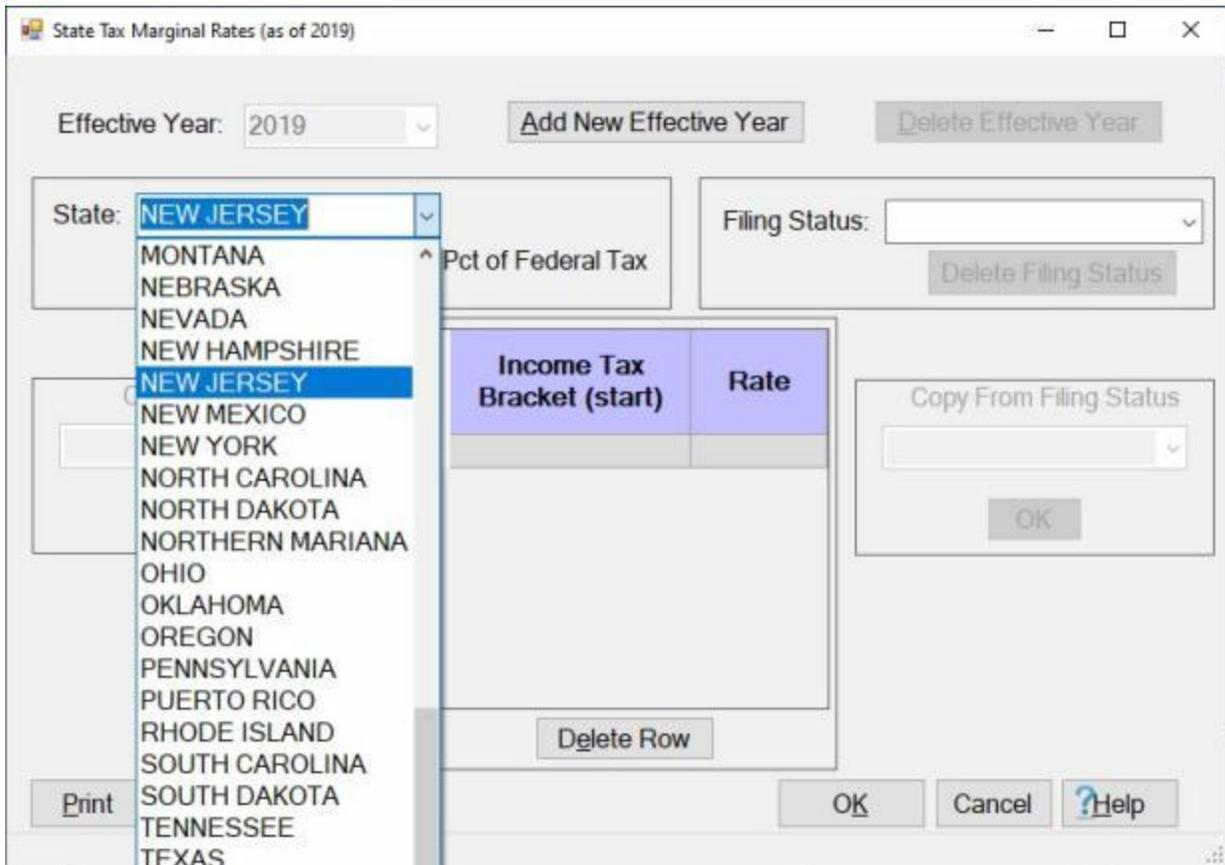 State Tax Marginal Rates (as of 2019)
Effective Year: 2019 Add New Effective Year Delete Effective Year
State: NEW JERSEY
Pct of Federal Tax
Filing Status:
Delete Filing Status
MONTANA
NEBRASKA
NEVADA
NEW HAMPSHIRE
NEW JERSEY
NEW MEXICO
NEW YORK
NORTH CAROLINA
NORTH DAKOTA
NORTHERN MARIANA
OHIO
OKLAHOMA
OREGON
PENNSYLVANIA
PUERTO RICO
RHODE ISLAND
SOUTH CAROLINA
SOUTH DAKOTA
TENNESSEE
TEXAS
Income Tax
Bracket (start)
Rate
Copy From Filing Status
OK
Delete Row
Print OK Cancel Help